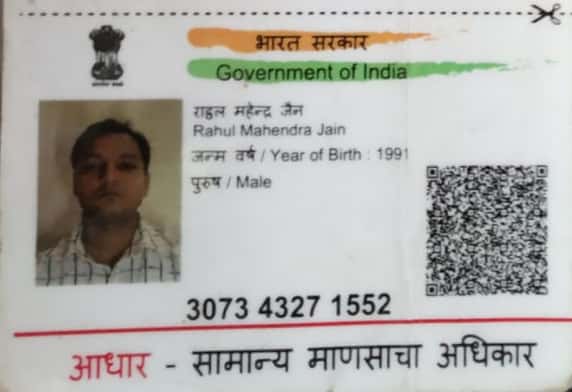 भारत सरकार
Government of India
राहुल महेन्द्र जैन
Rahul Mahendra Jain
जन्म वर्ष / Year of Birth : 1991
पुरुष / Male
3073 4327 1552
आधार - सामान्य माणसाचा अधिकार